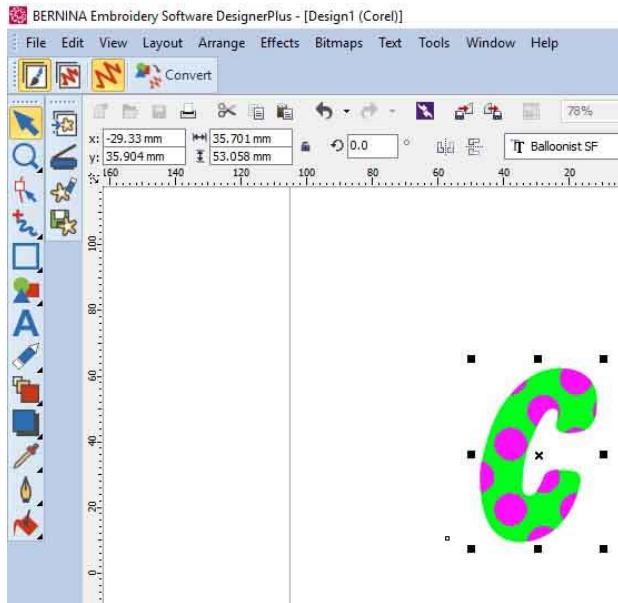 BERNINA Embroidery Software DesignerPlus - [Design1 (Corel)]
File Edit View Layout Arrange Effects Bitmaps Text Tools Window Help
Convert
78%
x: -29.33 mm 35.701 mm
y: 35.904 mm 53.058 mm
0.0 °
Balloonist SF
160 140 120 100 80 60 40 20
100
80
60
40
20
0
A
C